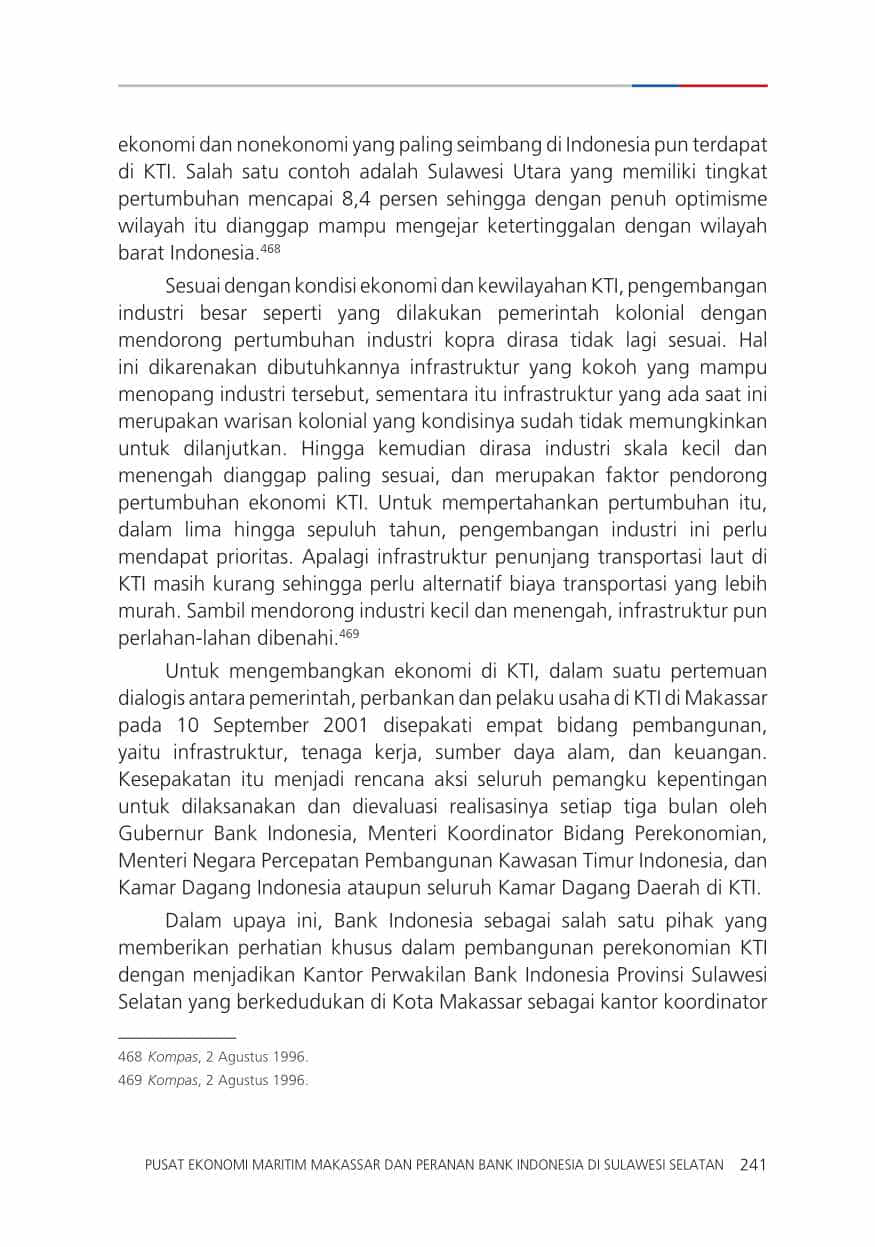 ekonomi dan nonekonomi yang paling seimbang di Indonesia pun terdapat
di KTI. Salah satu contoh adalah Sulawesi Utara yang memiliki tingkat
pertumbuhan mencapai 8,4 persen sehingga dengan penuh optimisme
wilayah itu dianggap mampu mengejar ketertinggalan dengan wilayah
barat Indonesia.468
Sesuai dengan kondisi ekonomi dan kewilayahan KTI, pengembangan
industri besar seperti yang dilakukan pemerintah kolonial dengan
mendorong pertumbuhan industri kopra dirasa tidak lagi sesuai. Hal
ini dikarenakan dibutuhkannya infrastruktur yang kokoh yang mampu
menopang industri tersebut, sementara itu infrastruktur yang ada saat ini
merupakan warisan kolonial yang kondisinya sudah tidak memungkinkan
untuk dilanjutkan. Hingga kemudian dirasa industri skala kecil dan
menengah dianggap paling sesuai, dan merupakan faktor pendorong
pertumbuhan ekonomi KTI. Untuk mempertahankan pertumbuhan itu,
dalam lima hingga sepuluh tahun, pengembangan industri ini perlu
mendapat prioritas. Apalagi infrastruktur penunjang transportasi laut di
KTI masih kurang sehingga perlu alternatif biaya transportasi yang lebih
murah. Sambil mendorong industri kecil dan menengah, infrastruktur pun
perlahan-lahan dibenahi.469
Untuk mengembangkan ekonomi di KTI, dalam suatu pertemuan
dialogis antara pemerintah, perbankan dan pelaku usaha di KTI di Makassar
pada 10 September 2001 disepakati empat bidang pembangunan,
yaitu infrastruktur, tenaga kerja, sumber daya alam, dan keuangan.
Kesepakatan itu menjadi rencana aksi seluruh pemangku kepentingan
untuk dilaksanakan dan dievaluasi realisasinya setiap tiga bulan oleh
Gubernur Bank Indonesia, Menteri Koordinator Bidang Perekonomian,
Menteri Negara Percepatan Pembangunan Kawasan Timur Indonesia, dan
Kamar Dagang Indonesia ataupun seluruh Kamar Dagang Daerah di KTI.
Dalam upaya ini, Bank Indonesia sebagai salah satu pihak yang
memberikan perhatian khusus dalam pembangunan perekonomian KTI
dengan menjadikan Kantor Perwakilan Bank Indonesia Provinsi Sulawesi
Selatan yang berkedudukan di Kota Makassar sebagai kantor koordinator
468 Kompas, 2 Agustus 1996.
469 Kompas, 2 Agustus 1996.
PUSAT EKONOMI MARITIM MAKASSAR DAN PERANAN BANK INDONESIA DI SULAWESI SELATAN 241